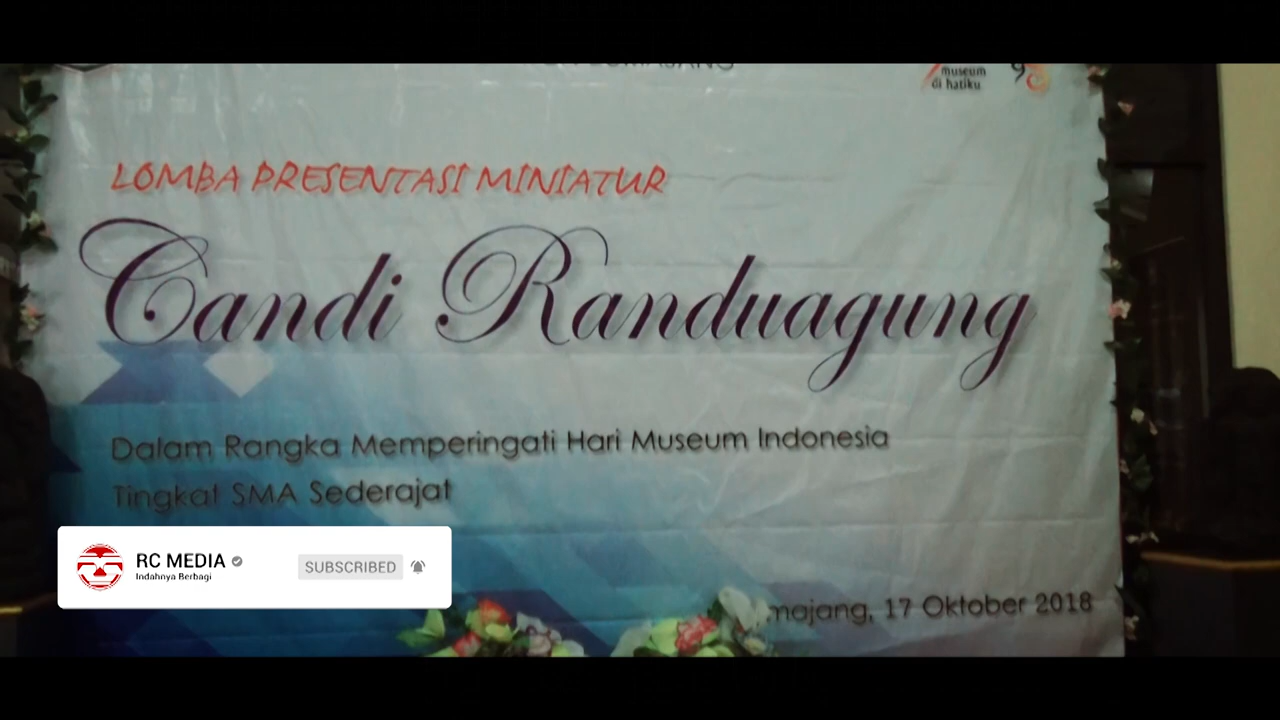 museum
di hatiku
LOMBA PRESENTASI MINIATUR
Candi Randuagung
Dalam Rangka Memperingati Hari Museum Indonesia
Tingkat SMA Sederajat
RC MEDIA
Indahnya Berbagi
SUBSCRIBED
majang, 17 Oktober 2018